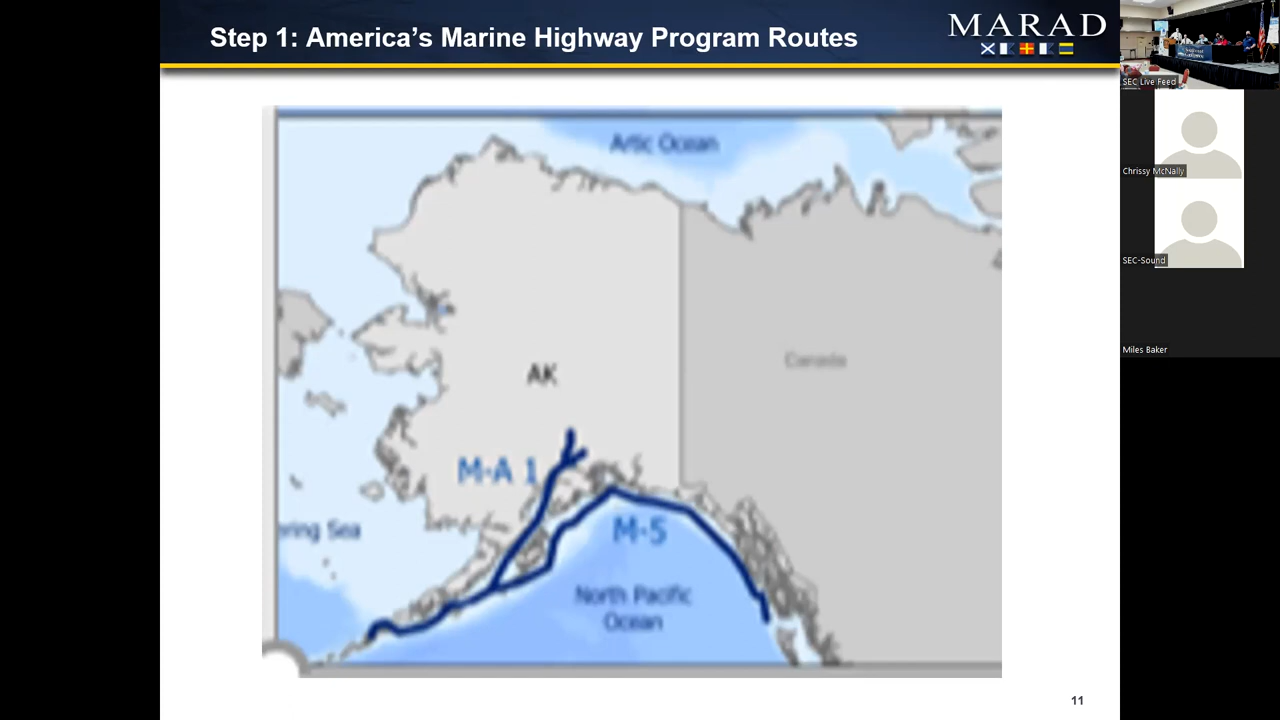 Step 1: America's Marine Highway Program Routes
MARAD
Artic Ocean
Canada
AK
M-A 1
M-5
ering Sea
North Pacific
Ocean
11
SEC Live Feed
Chrissy McNally
SEC-Sound
Miles Baker